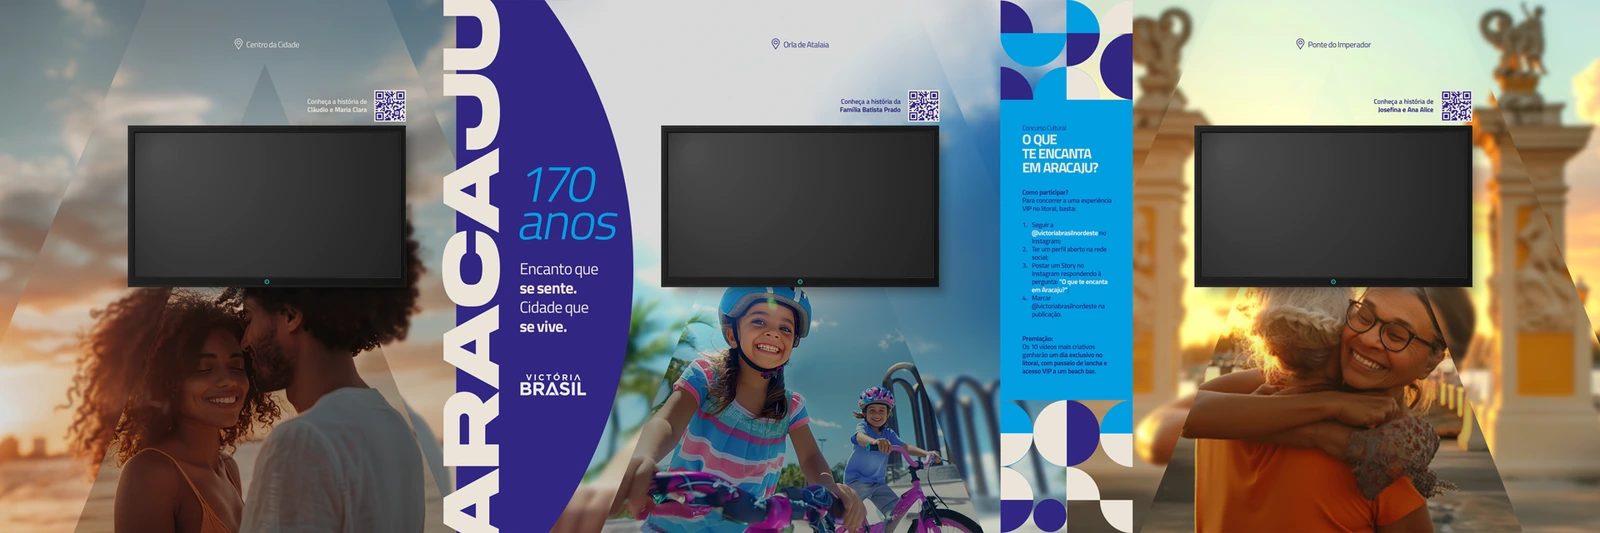 Centro da Cidade
Conheça a história de
Cláudio e Maria Clara
ARACAJU
170
anos
Encanto que
se sente.
Cidade que
se vive.
VICTÓRIA
BRASIL
Orla de Atalaia
Conheça a história da
Família Batista Prado
Concurso Cultural
O QUE
TE ENCANTA
EM ARACAJU?
Como participar?
Para concorrer a uma experiência
VIP no litoral, basta:
1. Seguir a
@victoriabrasilnordeste no
Instagram;
2. Ter um perfil aberto na rede
social;
3. Postar um Story no
Instagram respondendo à
pergunta: "O que te encanta
em Aracaju?"
4. Marcar
@victoriabrasilnordeste na
publicação.
Premiação:
Os 10 vídeos mais criativos
ganharão um dia exclusivo no
litoral, com passeio de lancha e
acesso VIP a um beach bar.
Ponte do Imperador
Conheça a história de
Josefina e Ana Alice